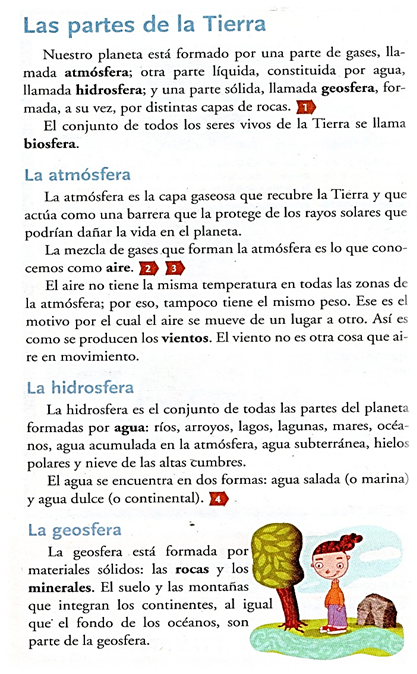 Las partes de la Tierra
Nuestro planeta está formado por una parte de gases, lla-
mada atmósfera; otra parte líquida, constituida por agua,
llamada hidrosfera; y una parte sólida, llamada geosfera, for-
mada, a su vez, por distintas capas de rocas. 1
El conjunto de todos los seres vivos de la Tierra se llama
biosfera.
La atmósfera
La atmósfera es la capa gaseosa que recubre la Tierra y que
actúa como una barrera que la protege de los rayos solares que
podrían dañar la vida en el planeta.
La mezcla de gases que forman la atmósfera es lo que cono-
cemos como aire. 2 3
El aire no tiene la misma temperatura en todas las zonas de
la atmósfera; por eso, tampoco tiene el mismo peso. Ese es el
motivo por el cual el aire se mueve de un lugar a otro. Así es
como se producen los vientos. El viento no es otra cosa que ai-
re en movimiento.
La hidrosfera
La hidrosfera es el conjunto de todas las partes del planeta
formadas por agua: ríos, arroyos, lagos, lagunas, mares, océa-
nos, agua acumulada en la atmósfera, agua subterránea, hielos
polares y nieve de las altas cumbres.
El agua se encuentra en dos formas: agua salada (o marina)
y agua dulce (o continental). 4
La geosfera
La geosfera está formada por
materiales sólidos: las rocas y los
minerales. El suelo y las montañas
que integran los continentes, al igual
que el fondo de los océanos, son
parte de la geosfera.